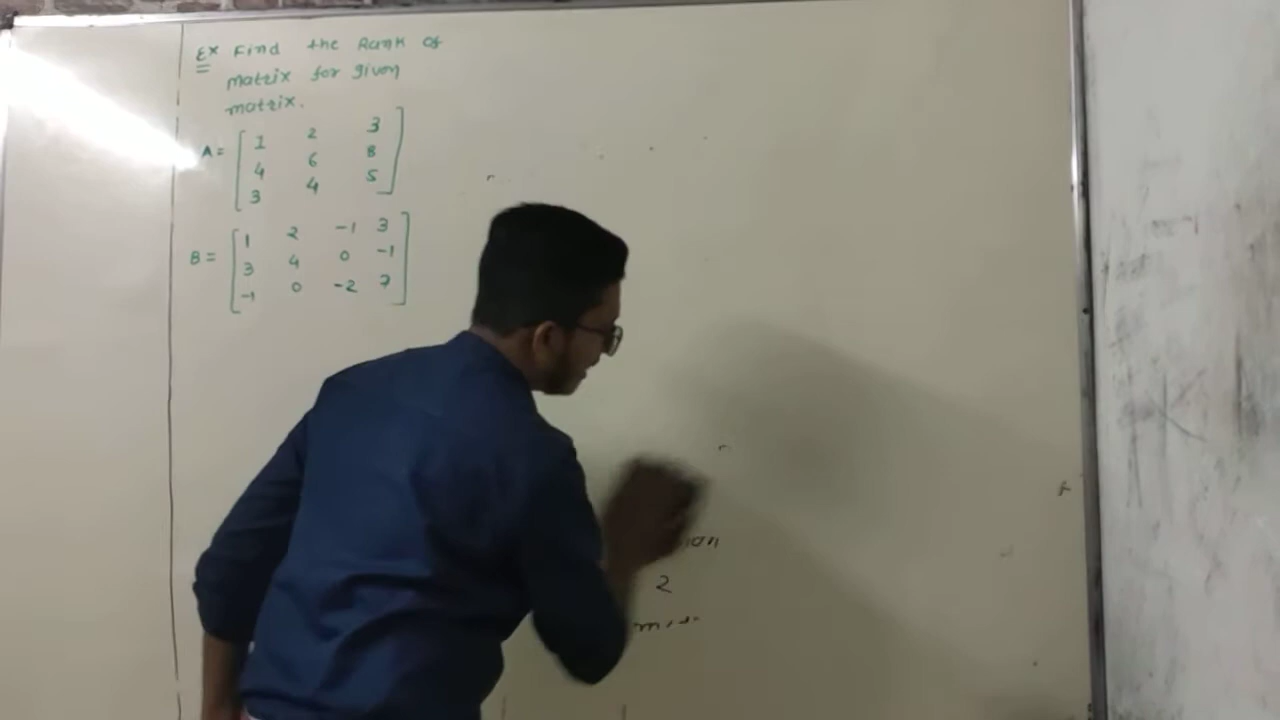 Ex Find the Rank of
matrix for given
matrix.
A = [ 1 2 3
4 6 8
3 4 5 ]
B = [ 1 2 -1 3
3 4 0 -1
-1 0 -2 7 ]
2